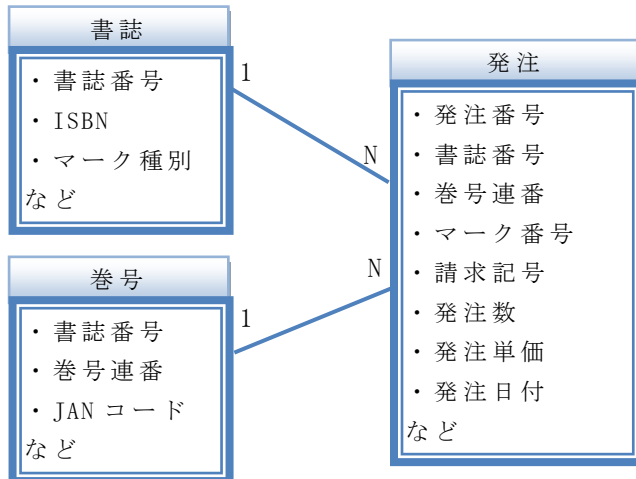 書誌
・書誌番号
・ISBN
・マーク種別
など
1
N
発注
・発注番号
・書誌番号
・巻号連番
・マーク番号
・請求記号
・発注数
・発注単価
・発注日付
など
巻号
・書誌番号
・巻号連番
・JANコード
など
1
N